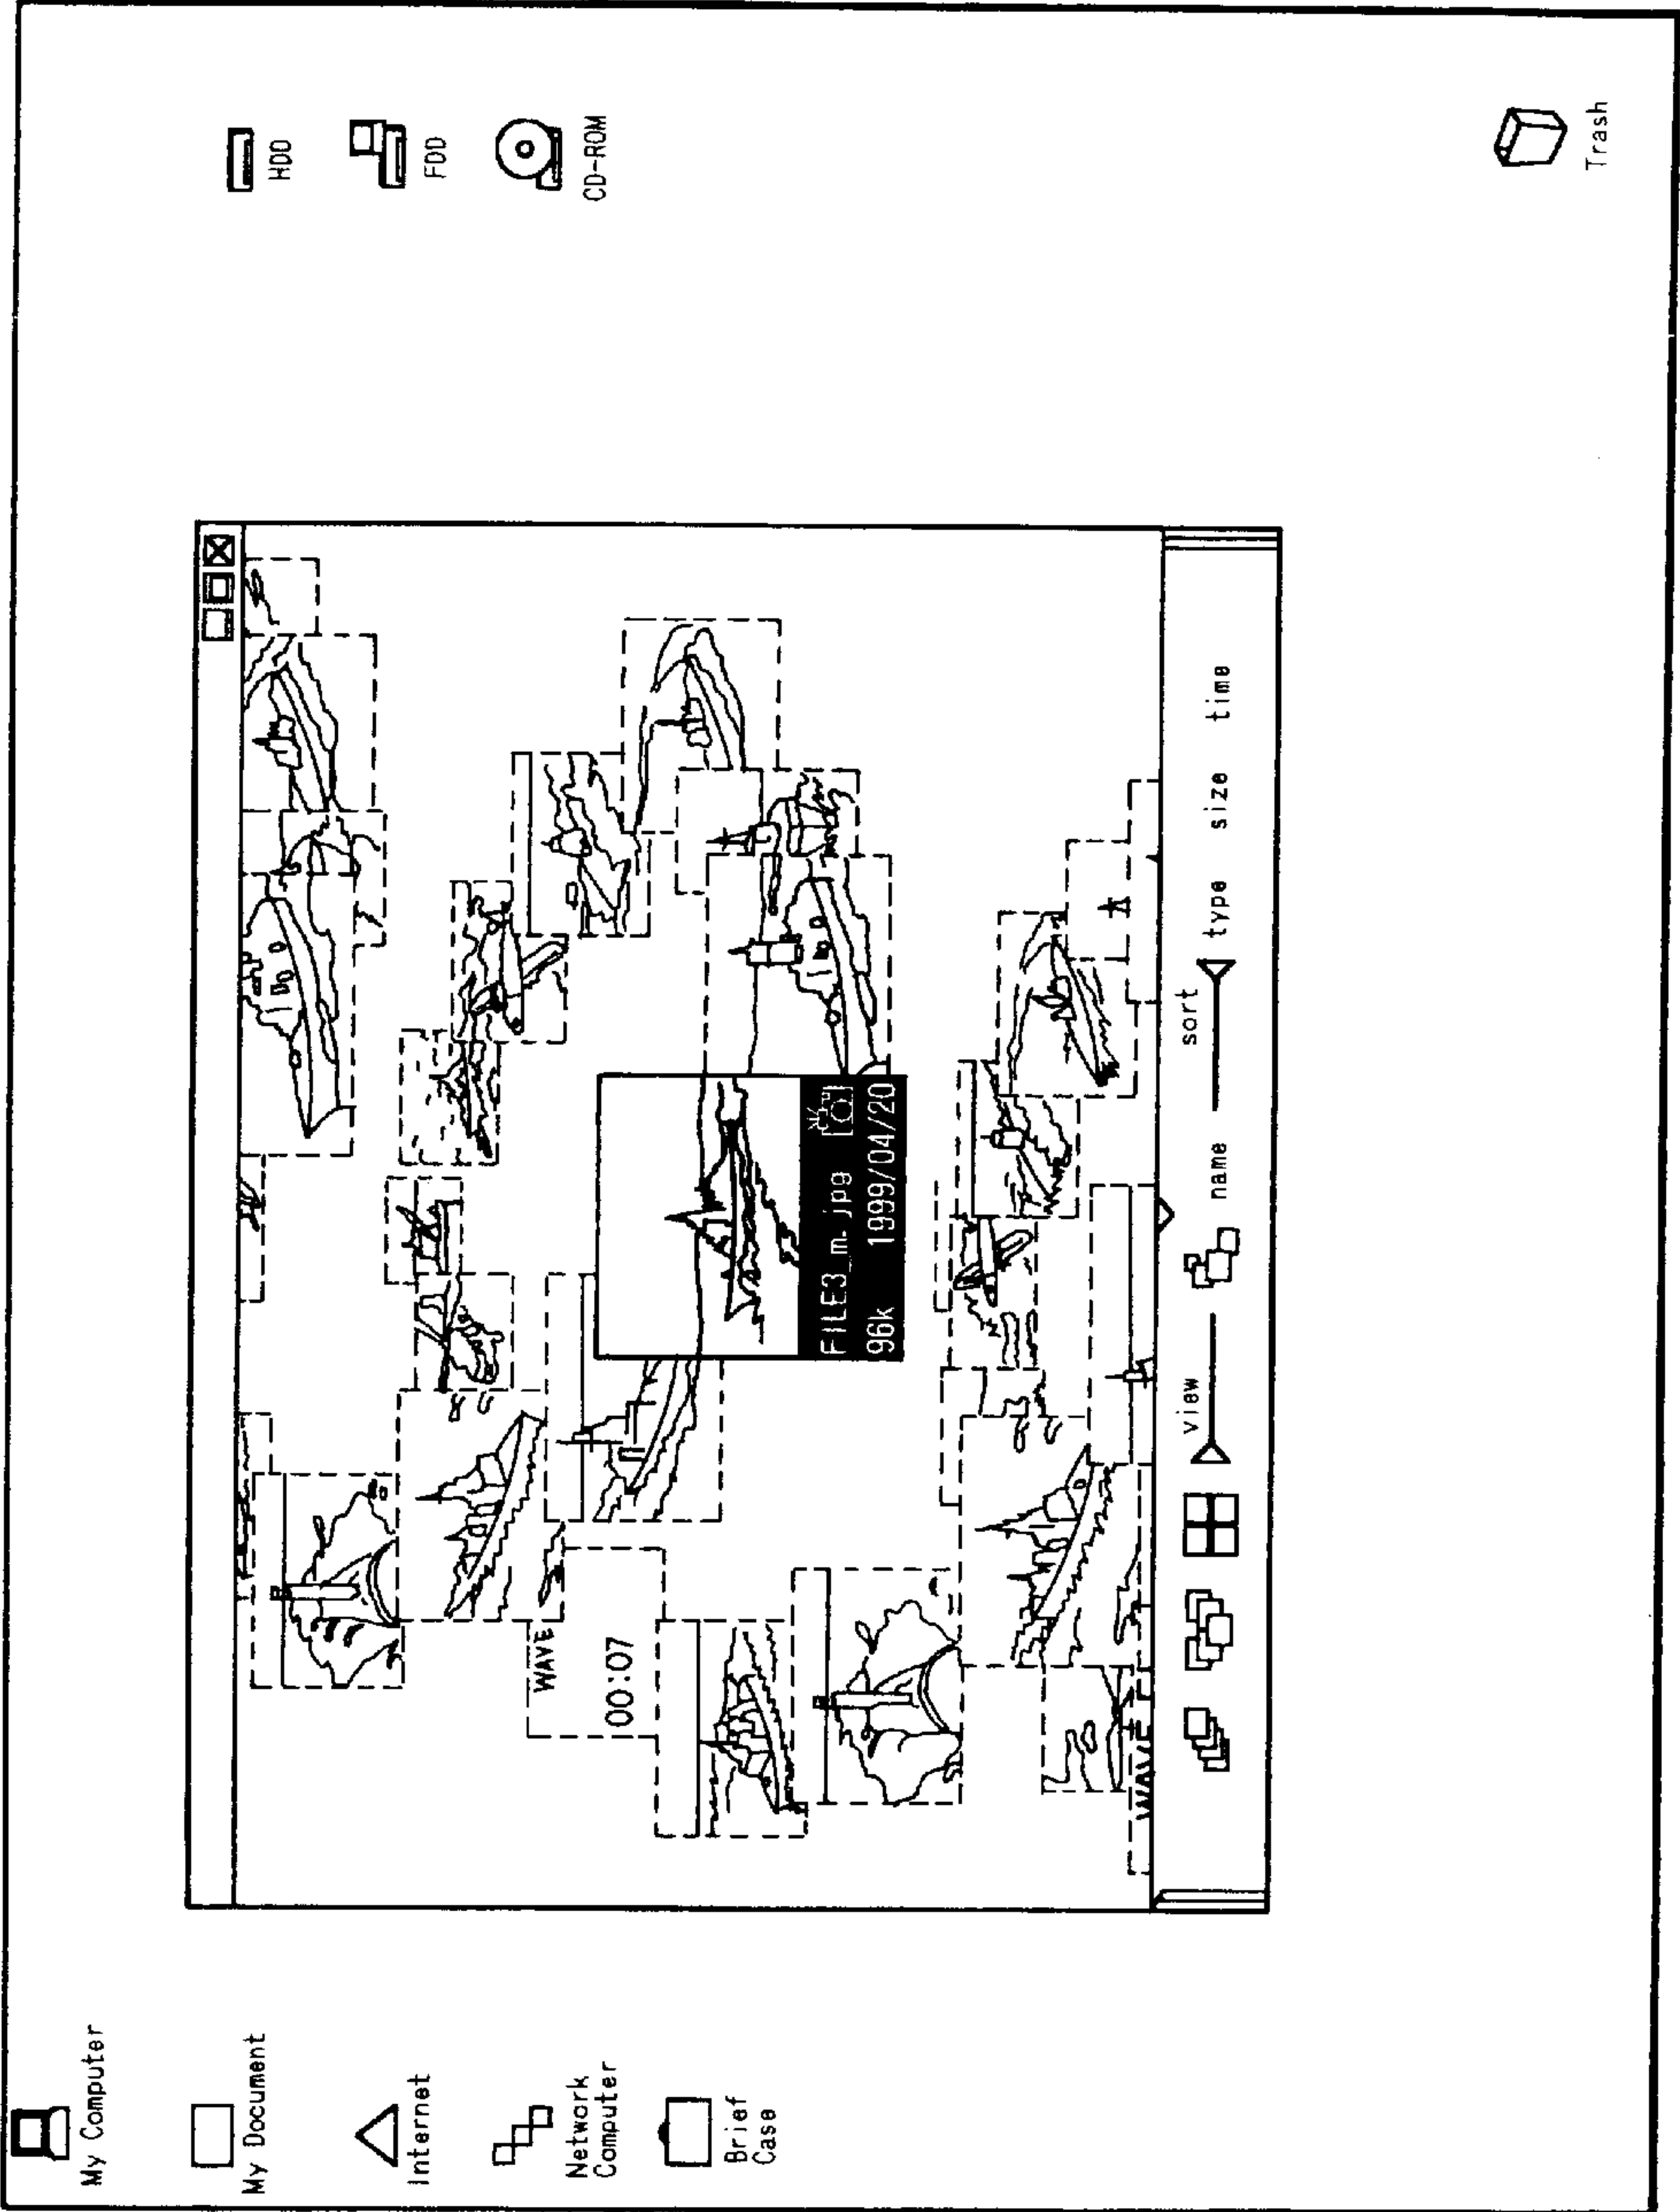 My Computer
My Document
Internet
Network
Computer
Brief
Case
HDD
FDD
CD-ROM
Trash
WAVE
00:07
FILE3_m.jpg
96k 1999/04/20
view
sort
name
type size time